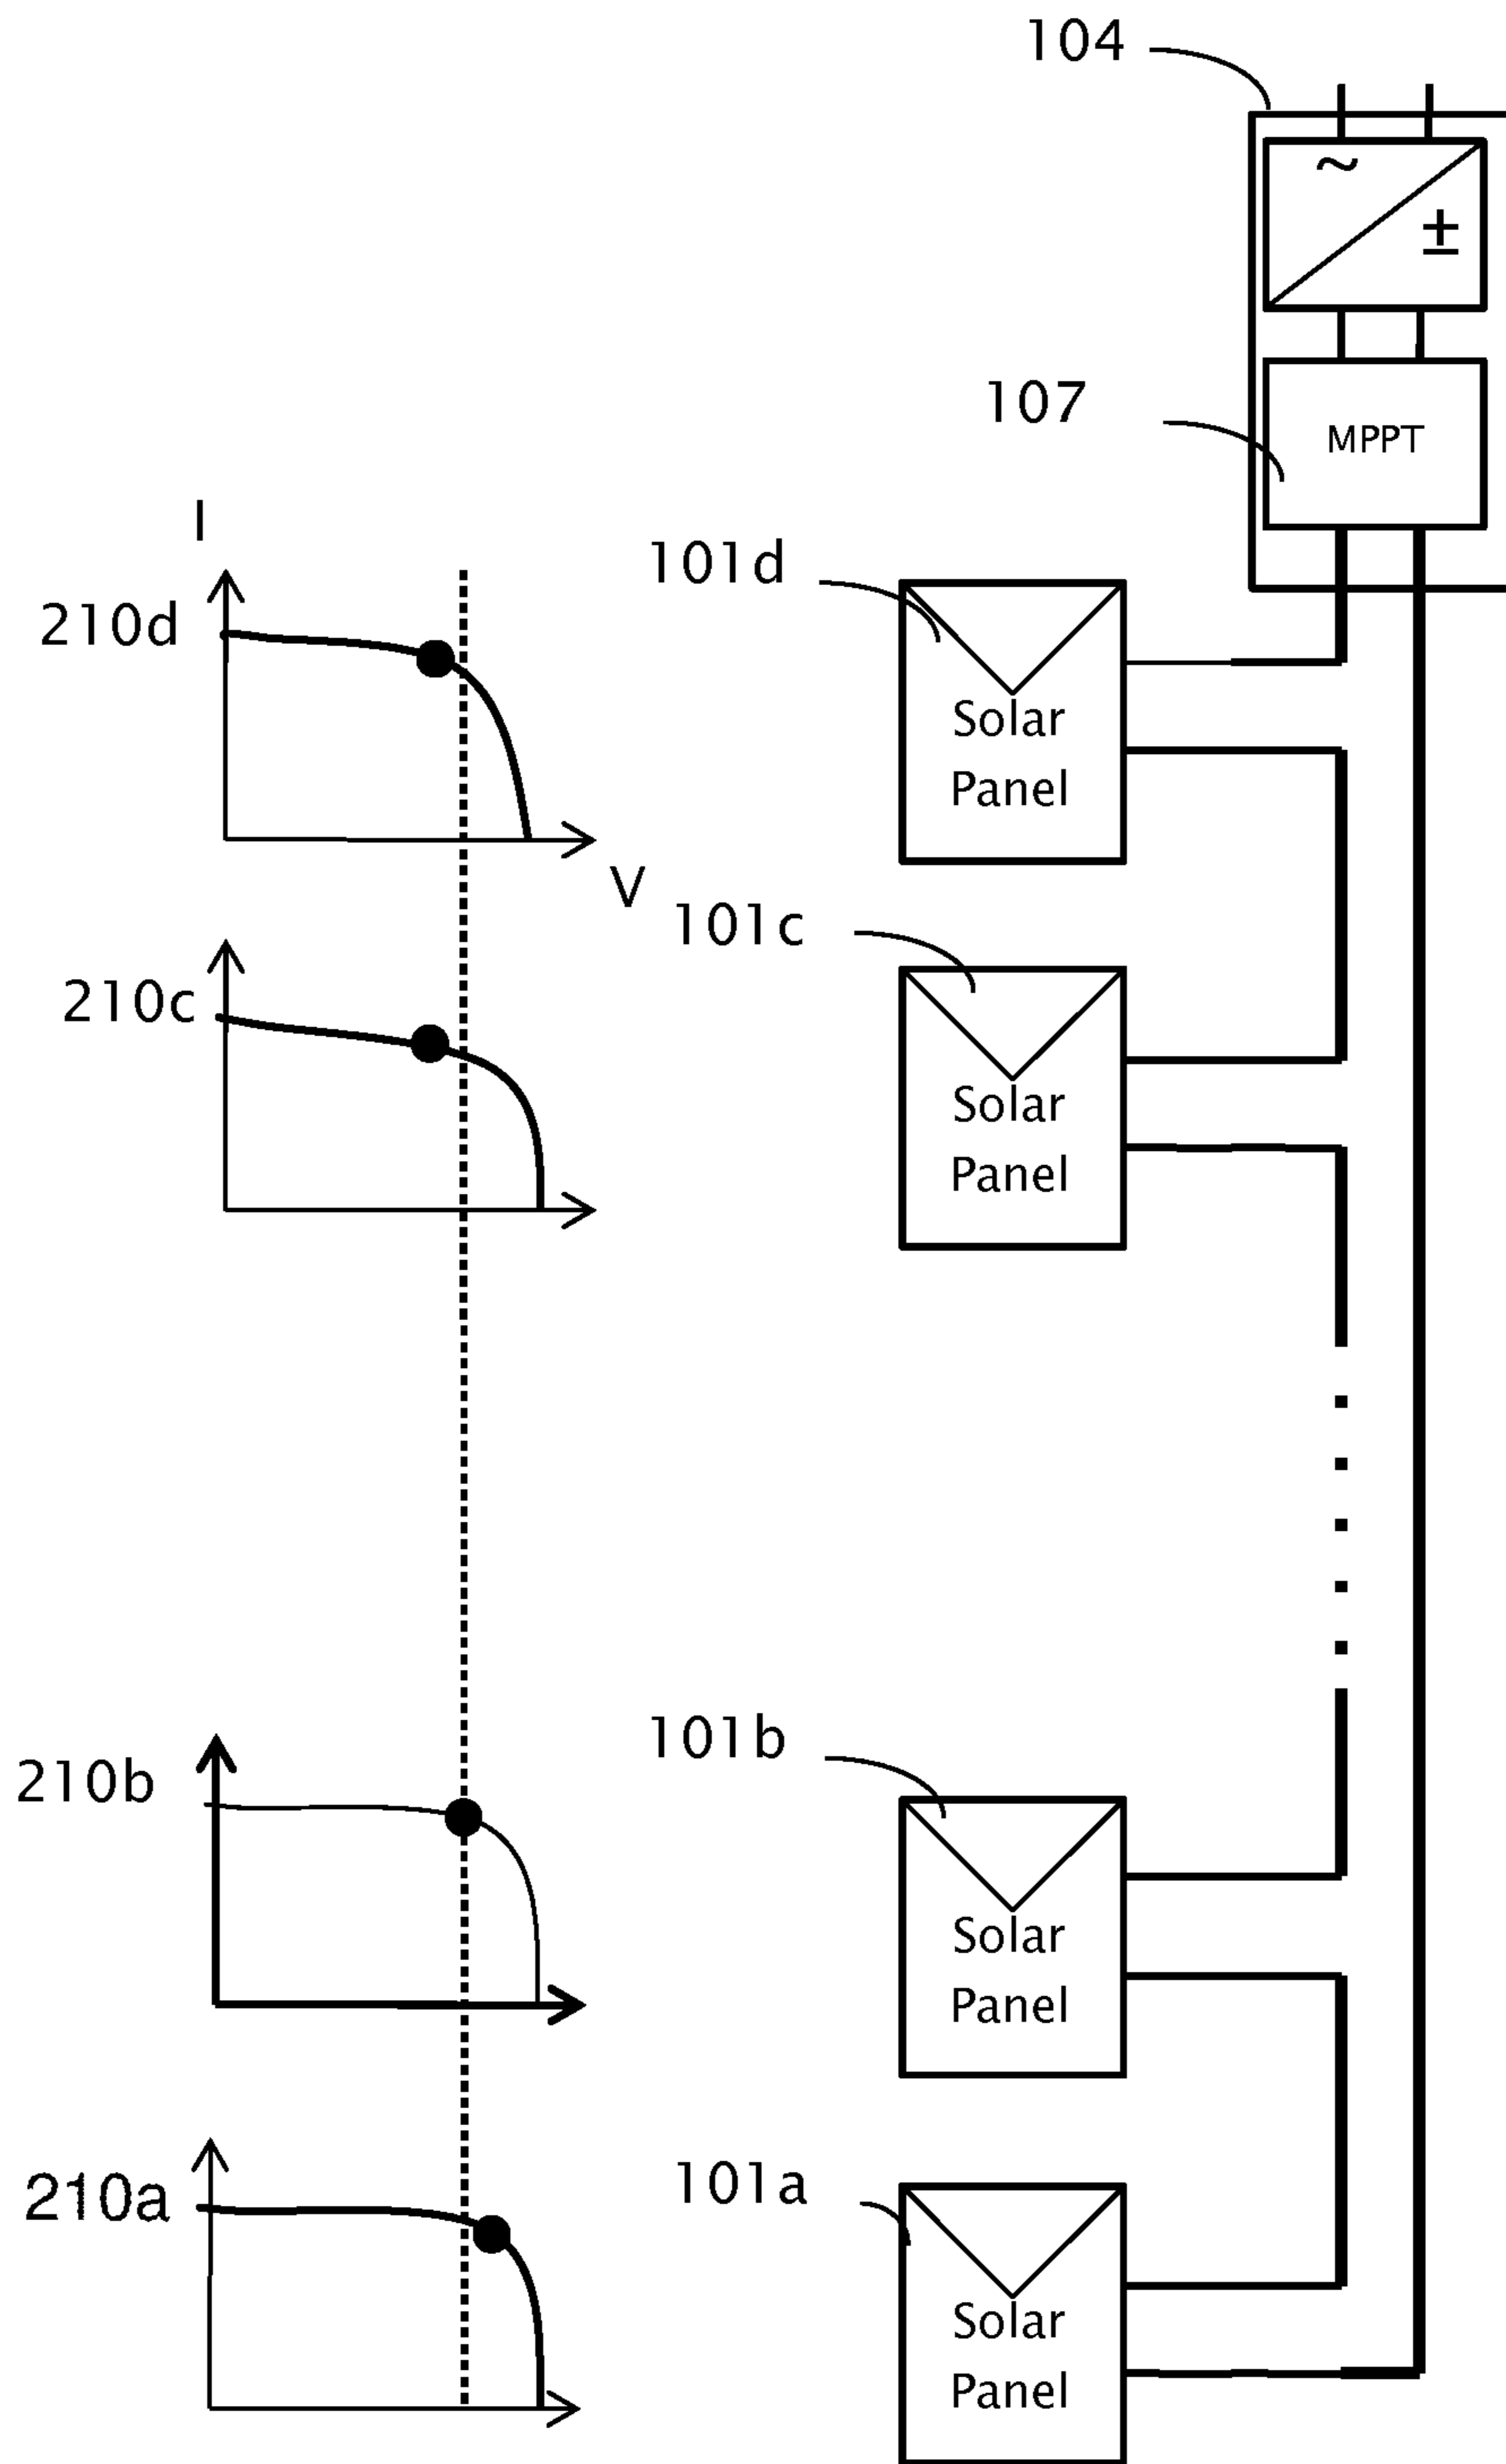 104
~
±
107
MPPT
I
101d
210d
Solar
Panel
V
101c
210c
Solar
Panel
101b
210b
Solar
Panel
101a
210a
Solar
Panel